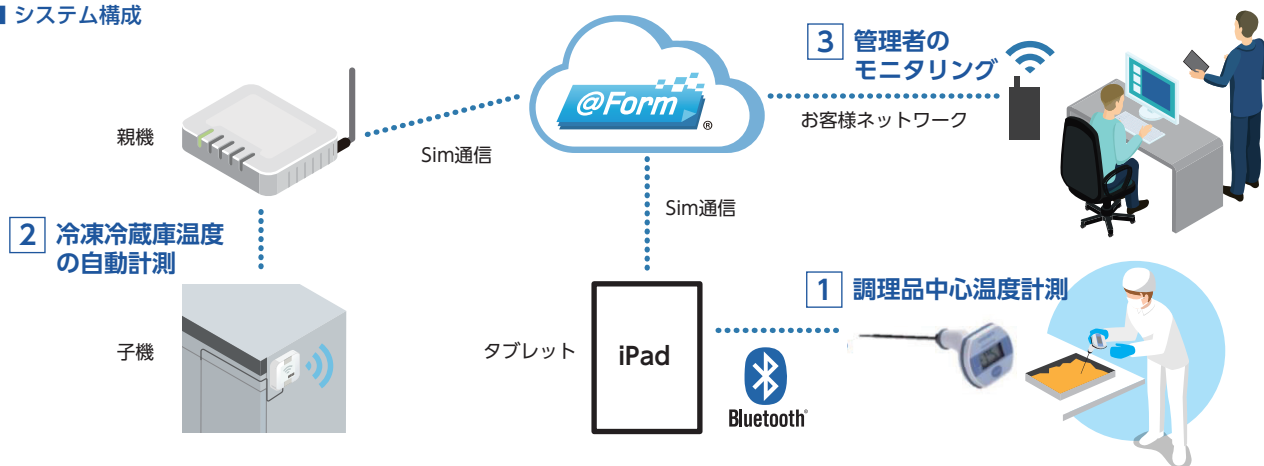 システム構成
3 管理者の
モニタリング
@Form
®
親機
Sim通信
お客様ネットワーク
Sim通信
2 冷凍冷蔵庫温度
の自動計測
1 調理品中心温度計測
子機
タブレット
iPad
Bluetooth®